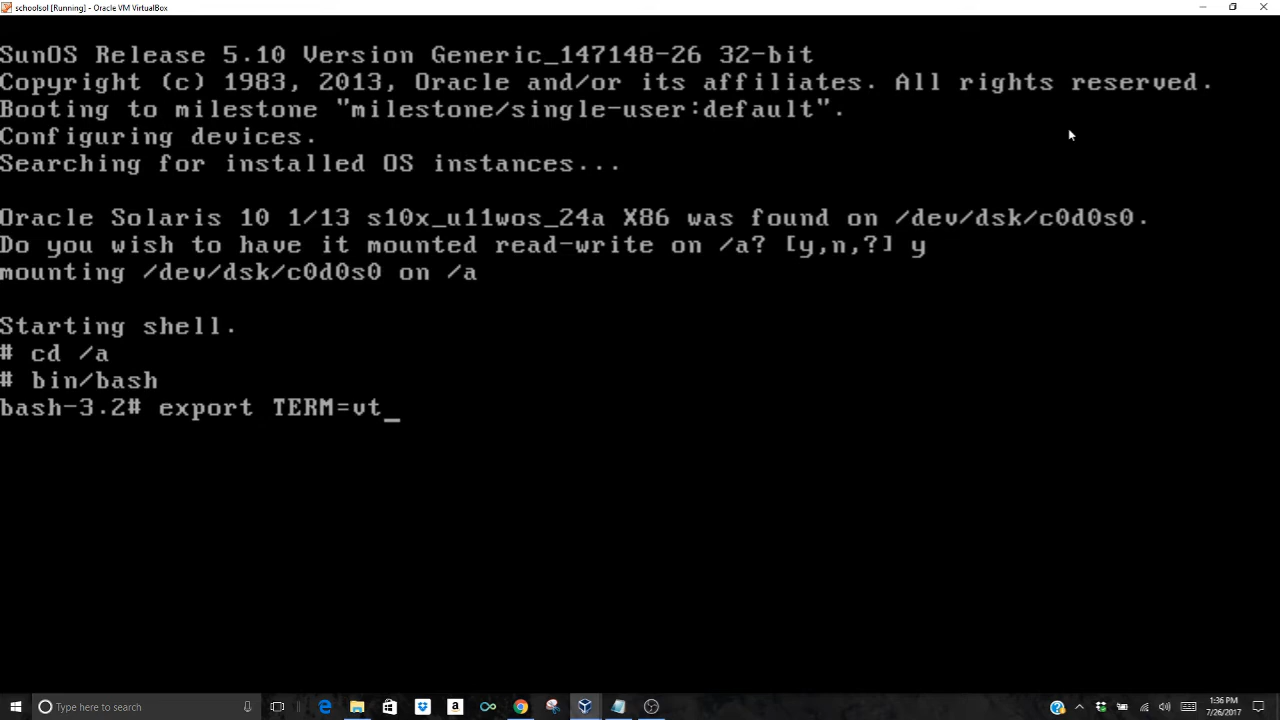 schoolsol [Running] - Oracle VM VirtualBox
SunOS Release 5.10 Version Generic_147148-26 32-bit
Copyright (c) 1983, 2013, Oracle and/or its affiliates. All rights reserved.
Booting to milestone "milestone/single-user:default".
Configuring devices.
Searching for installed OS instances...
Oracle Solaris 10 1/13 s10x_u11wos_24a X86 was found on /dev/dsk/c0d0s0.
Do you wish to have it mounted read-write on /a? [y,n,?] y
mounting /dev/dsk/c0d0s0 on /a
Starting shell.
# cd /a
# bin/bash
bash-3.2# export TERM=vt_
Type here to search
1:36 PM
7/26/2017